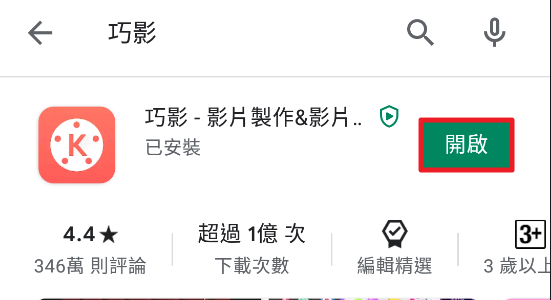 巧影
K
巧影 - 影片製作&影片..
已安裝
開啟
4.4★
超過 1億 次
3+
346萬 則評論
下載次數
編輯精選
3 歲以上